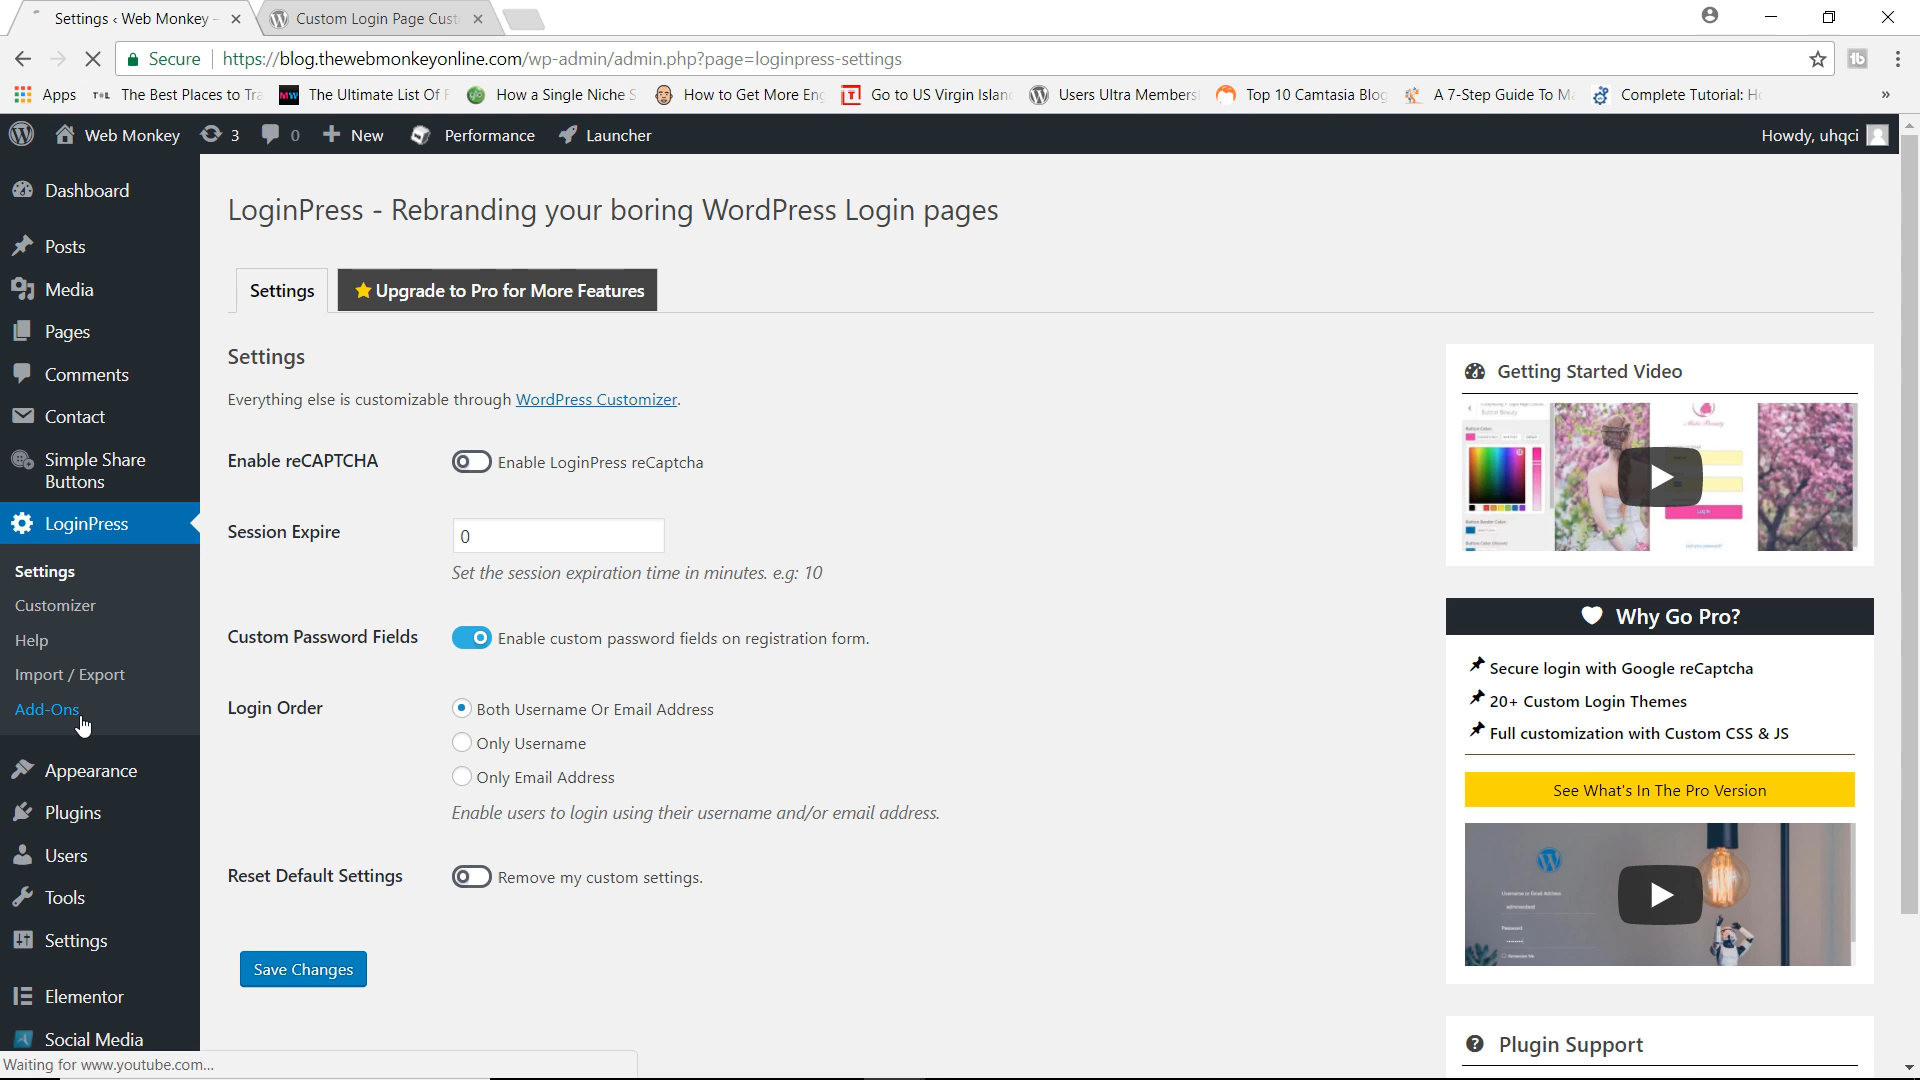 Settings ‹ Web Monkey –
Custom Login Page Cust
Secure
https://blog.thewebmonkeyonline.com/wp-admin/admin.php?page=loginpress-settings
Apps
The Best Places to Tra
The Ultimate List Of F
How a Single Niche S
How to Get More Eng
Go to US Virgin Islan
Users Ultra Members
Top 10 Camtasia Blog
A 7-Step Guide To Ma
Complete Tutorial: Ho
Web Monkey
3
0
New
Performance
Launcher
Howdy, uhqci
Dashboard
Posts
Media
Pages
Comments
Contact
Simple Share
Buttons
LoginPress
Settings
Customizer
Help
Import / Export
Add-Ons
Appearance
Plugins
Users
Tools
Settings
Elementor
Social Media
Waiting for www.youtube.com...
LoginPress - Rebranding your boring WordPress Login pages
Settings
Upgrade to Pro for More Features
Settings
Everything else is customizable through WordPress Customizer.
Enable reCAPTCHA
Enable LoginPress reCaptcha
Session Expire
0
Set the session expiration time in minutes. e.g: 10
Custom Password Fields
Enable custom password fields on registration form.
Login Order
Both Username Or Email Address
Only Username
Only Email Address
Enable users to login using their username and/or email address.
Reset Default Settings
Remove my custom settings.
Save Changes
Getting Started Video
Why Go Pro?
Secure login with Google reCaptcha
20+ Custom Login Themes
Full customization with Custom CSS & JS
See What's In The Pro Version
Plugin Support